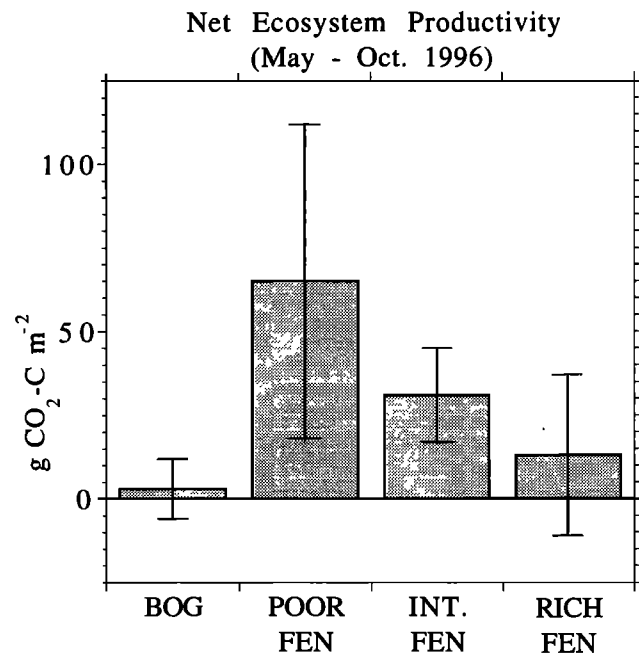 Net Ecosystem Productivity
(May - Oct. 1996)
g CO₂-C m⁻²
100
50
0
BOG POOR FEN INT. FEN RICH FEN